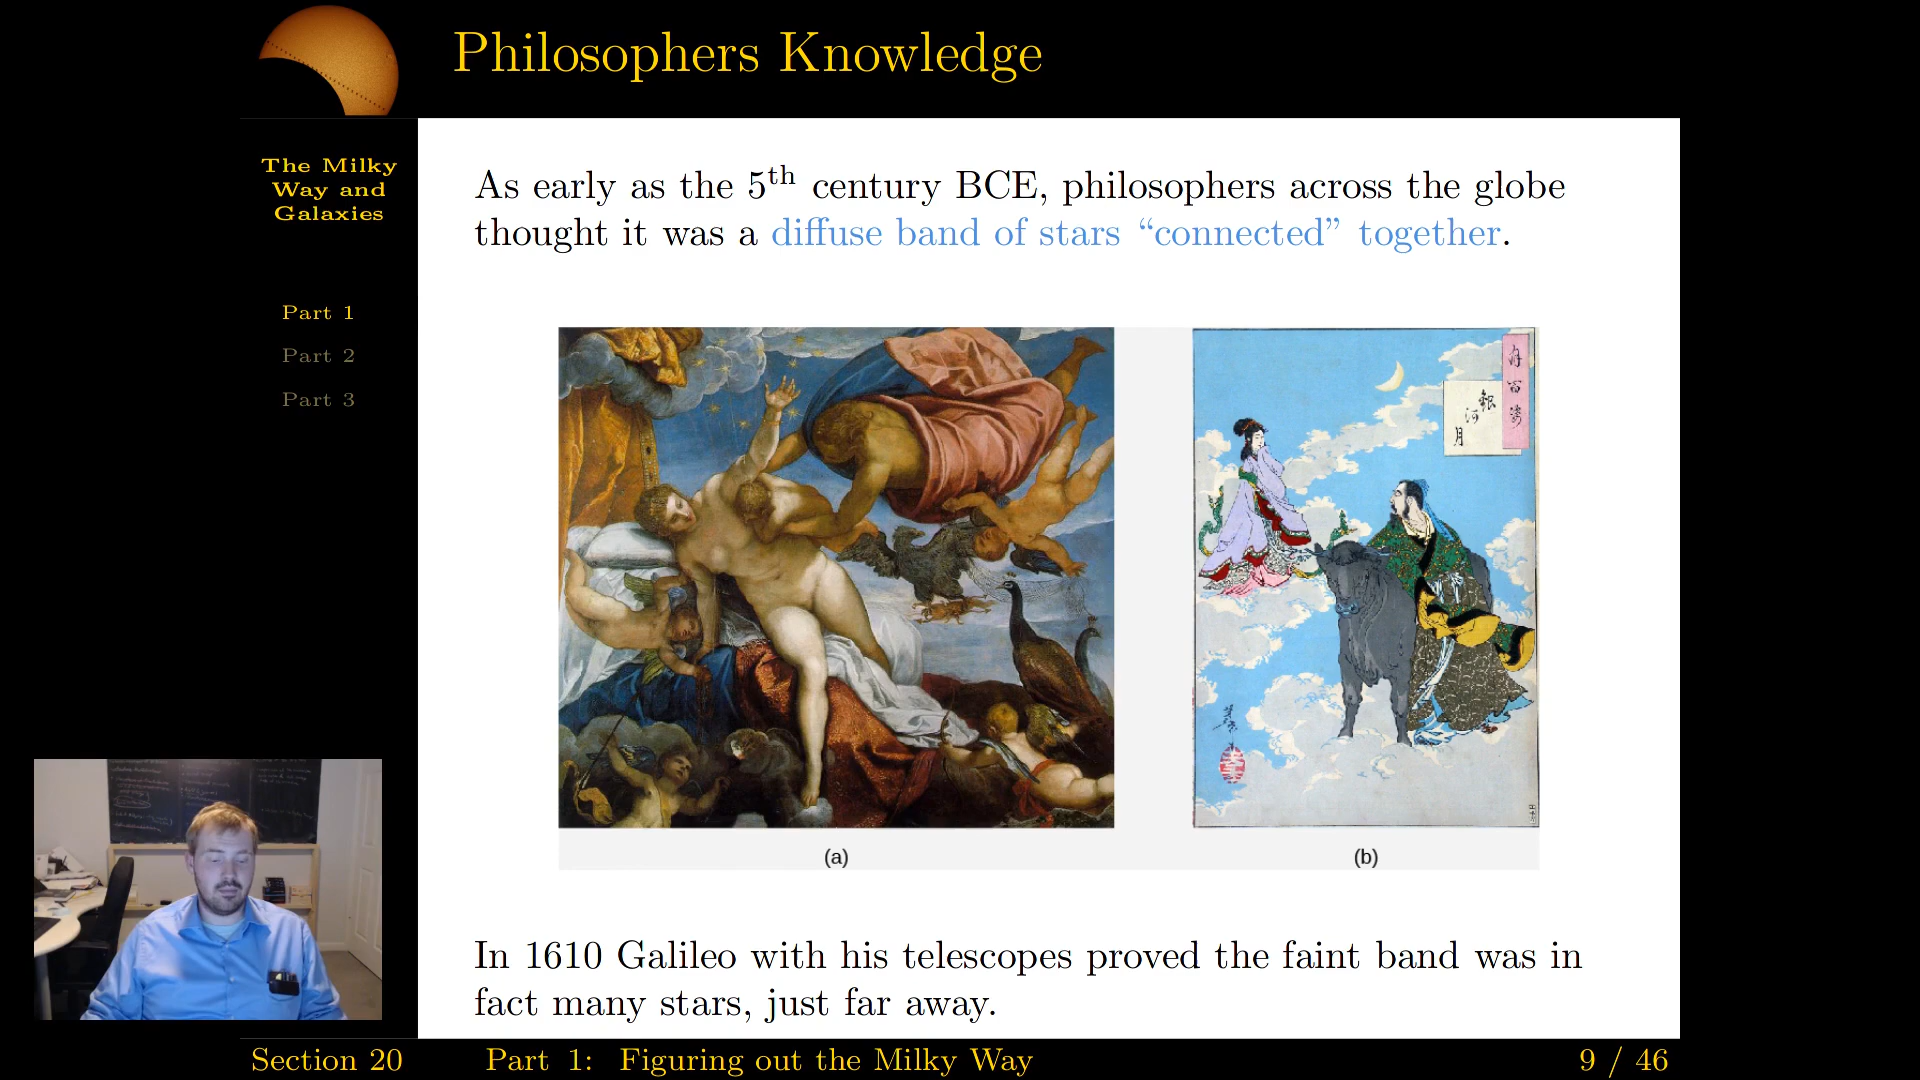 Philosophers Knowledge
The Milky
Way and
Galaxies
Part 1
Part 2
Part 3
As early as the 5th century BCE, philosophers across the globe
thought it was a diffuse band of stars “connected” together.
銀
河
月
(a)
(b)
In 1610 Galileo with his telescopes proved the faint band was in
fact many stars, just far away.
Section 20
Part 1: Figuring out the Milky Way
9 / 46